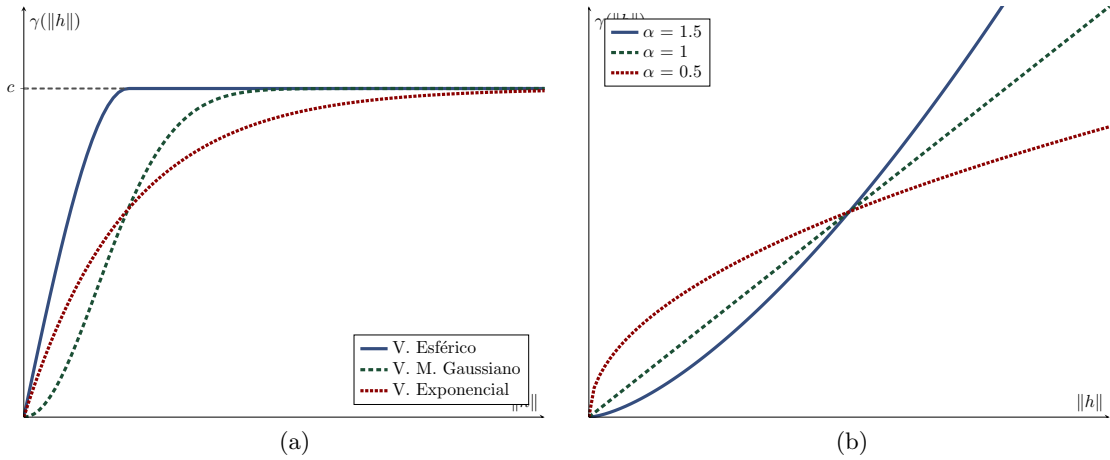 γ(∥h∥)
c
V. Esférico
V. M. Gaussiano
V. Exponencial
∥h∥
(a)
γ(∥h∥)
α = 1.5
α = 1
α = 0.5
∥h∥
(b)